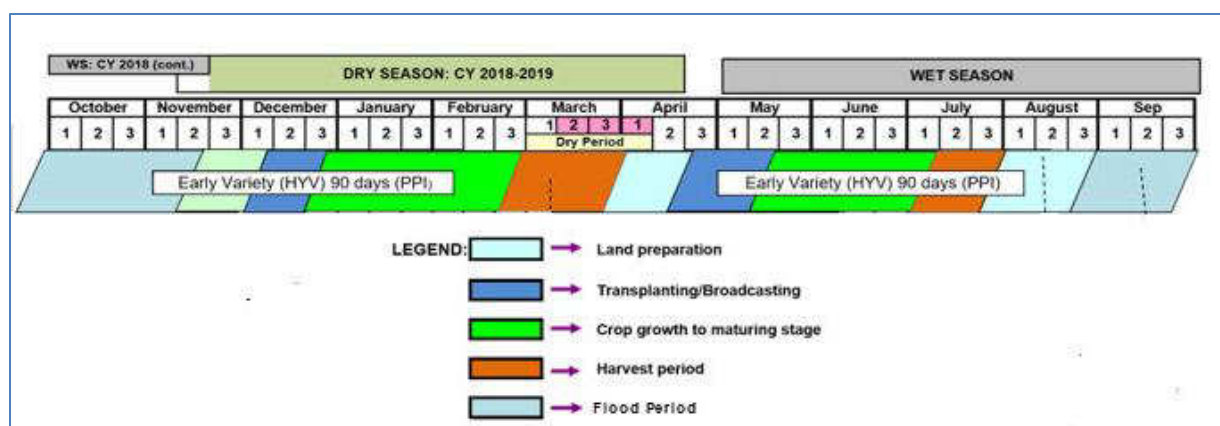 WS: CY 2018 (cont.)
DRY SEASON: CY 2018-2019
WET SEASON
October November December January February March April May June July August Sep
1 2 3 1 2 3 1 2 3 1 2 3 1 2 3 1 2 3 1 2 3 1 2 3 1 2 3 1 2 3 1 2 3 1 2 3
Dry Period
Early Variety (HYV) 90 days (PPI) Early Variety (HYV) 90 days (PPI)
LEGEND: Land preparation
Transplanting/Broadcasting
Crop growth to maturing stage
Harvest period
Flood Period